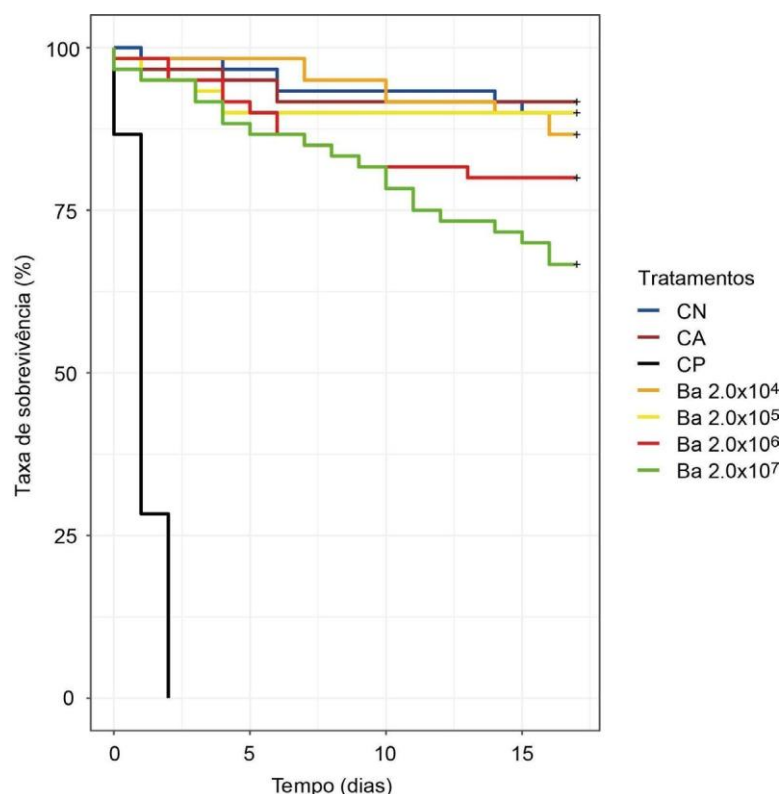 100
75
50
25
0
Taxa de sobrevivência (%)
0 5 10 15
Tempo (dias)
Tratamentos
CN
CA
CP
Ba 2.0x10⁴
Ba 2.0x10⁵
Ba 2.0x10⁶
Ba 2.0x10⁷